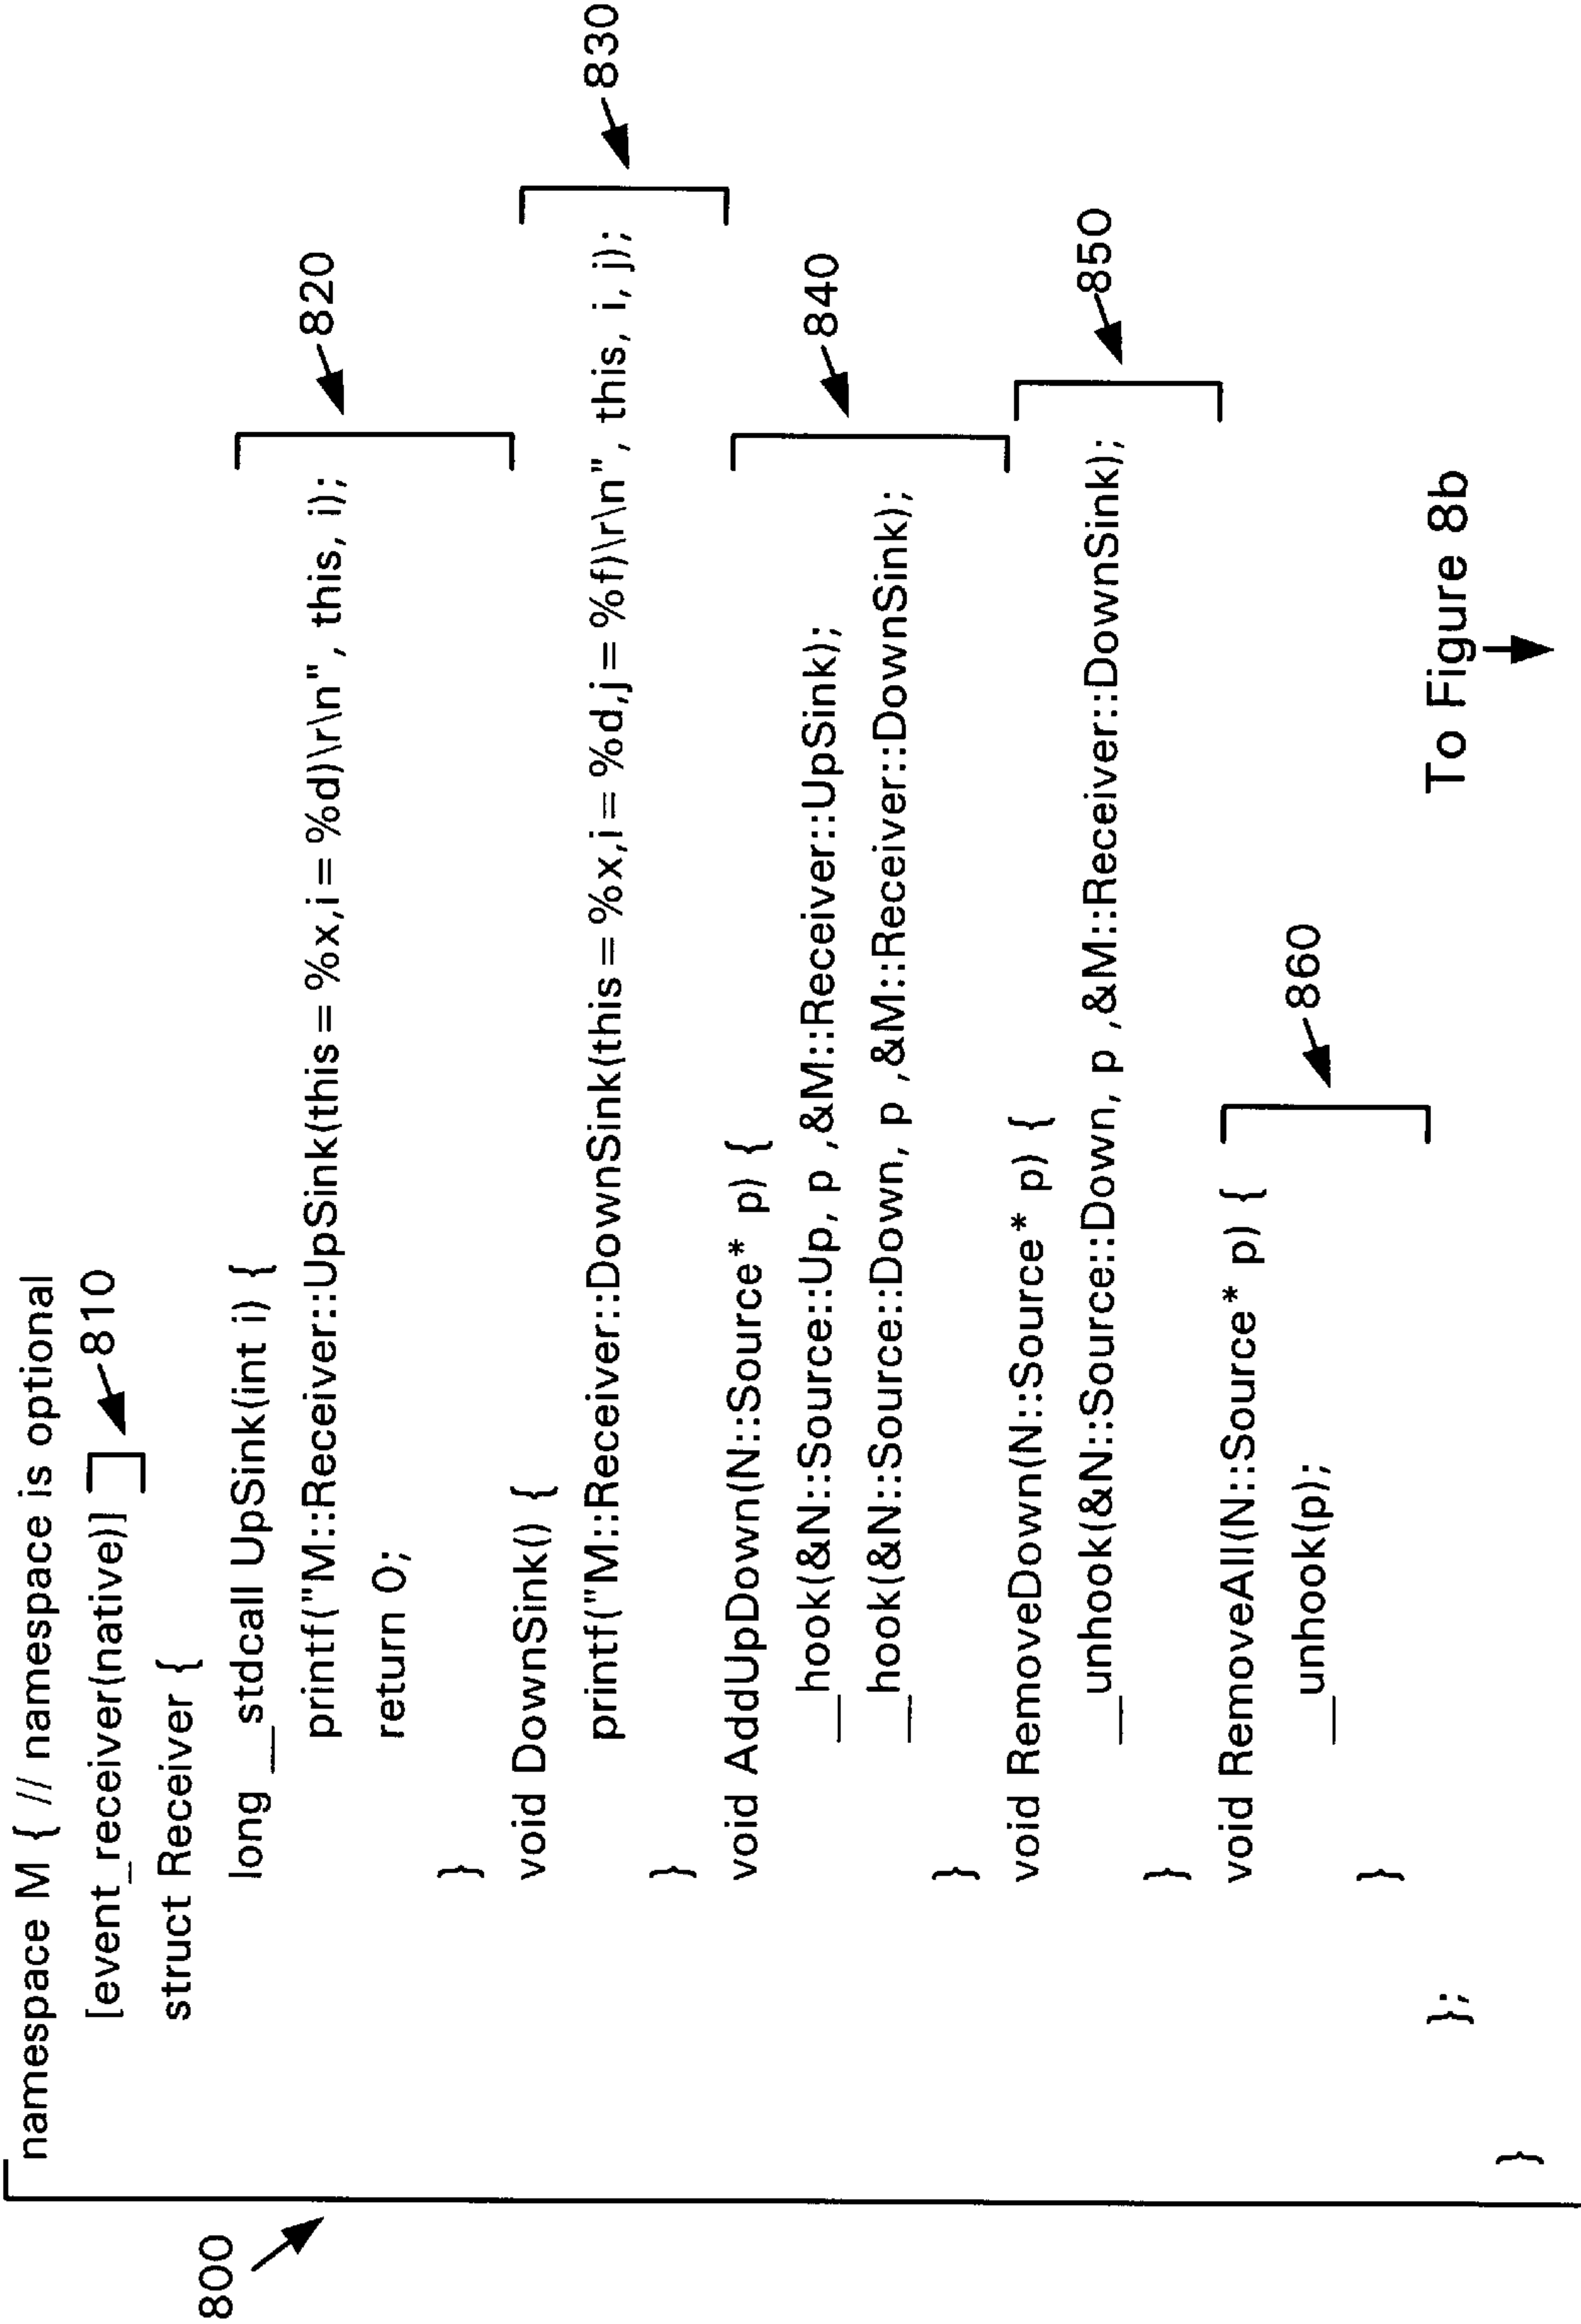 800
namespace M { // namespace is optional
[event_receiver(native)] 810
struct Receiver {
long __stdcall UpSink(int i) {
printf("M::Receiver::UpSink(this=%x,i=%d)\r\n", this, i); 820
return 0;
}
void DownSink() {
printf("M::Receiver::DownSink(this=%x,i=%d,j=%f)\r\n", this, i, j); 830
}
void AddUpDown(N::Source* p) {
__hook(&N::Source::Up, p ,&M::Receiver::UpSink); 840
__hook(&N::Source::Down, p ,&M::Receiver::DownSink);
}
void RemoveDown(N::Source* p) {
__unhook(&N::Source::Down, p ,&M::Receiver::DownSink); 850
}
void RemoveAll(N::Source* p) {
__unhook(p); 860
}
};
}
To Figure 8b